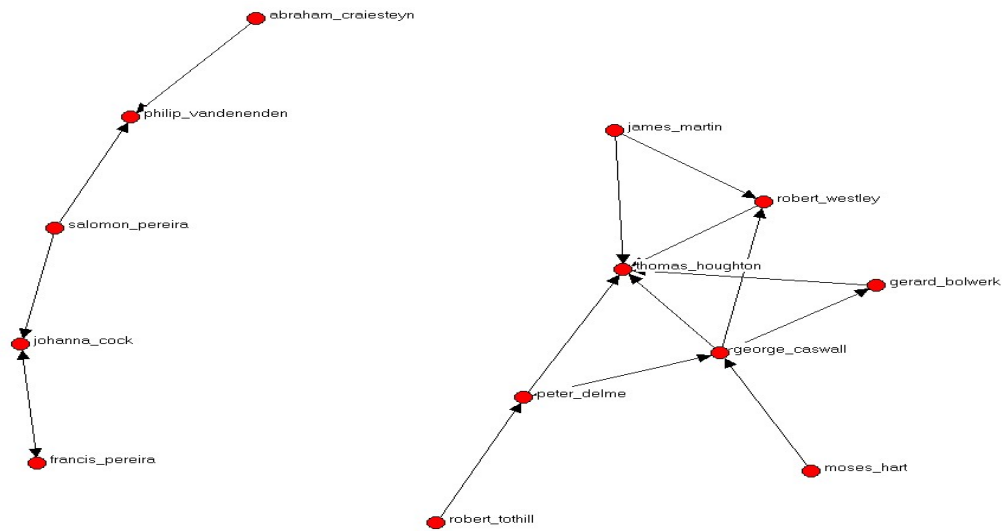 abraham_craiesteyn
philip_vandenenden
james_martin
robert_westley
salomon_pereira
thomas_houghton
gerard_bolwerk
johanna_cock
george_caswall
peter_delme
francis_pereira
moses_hart
robert_tothill